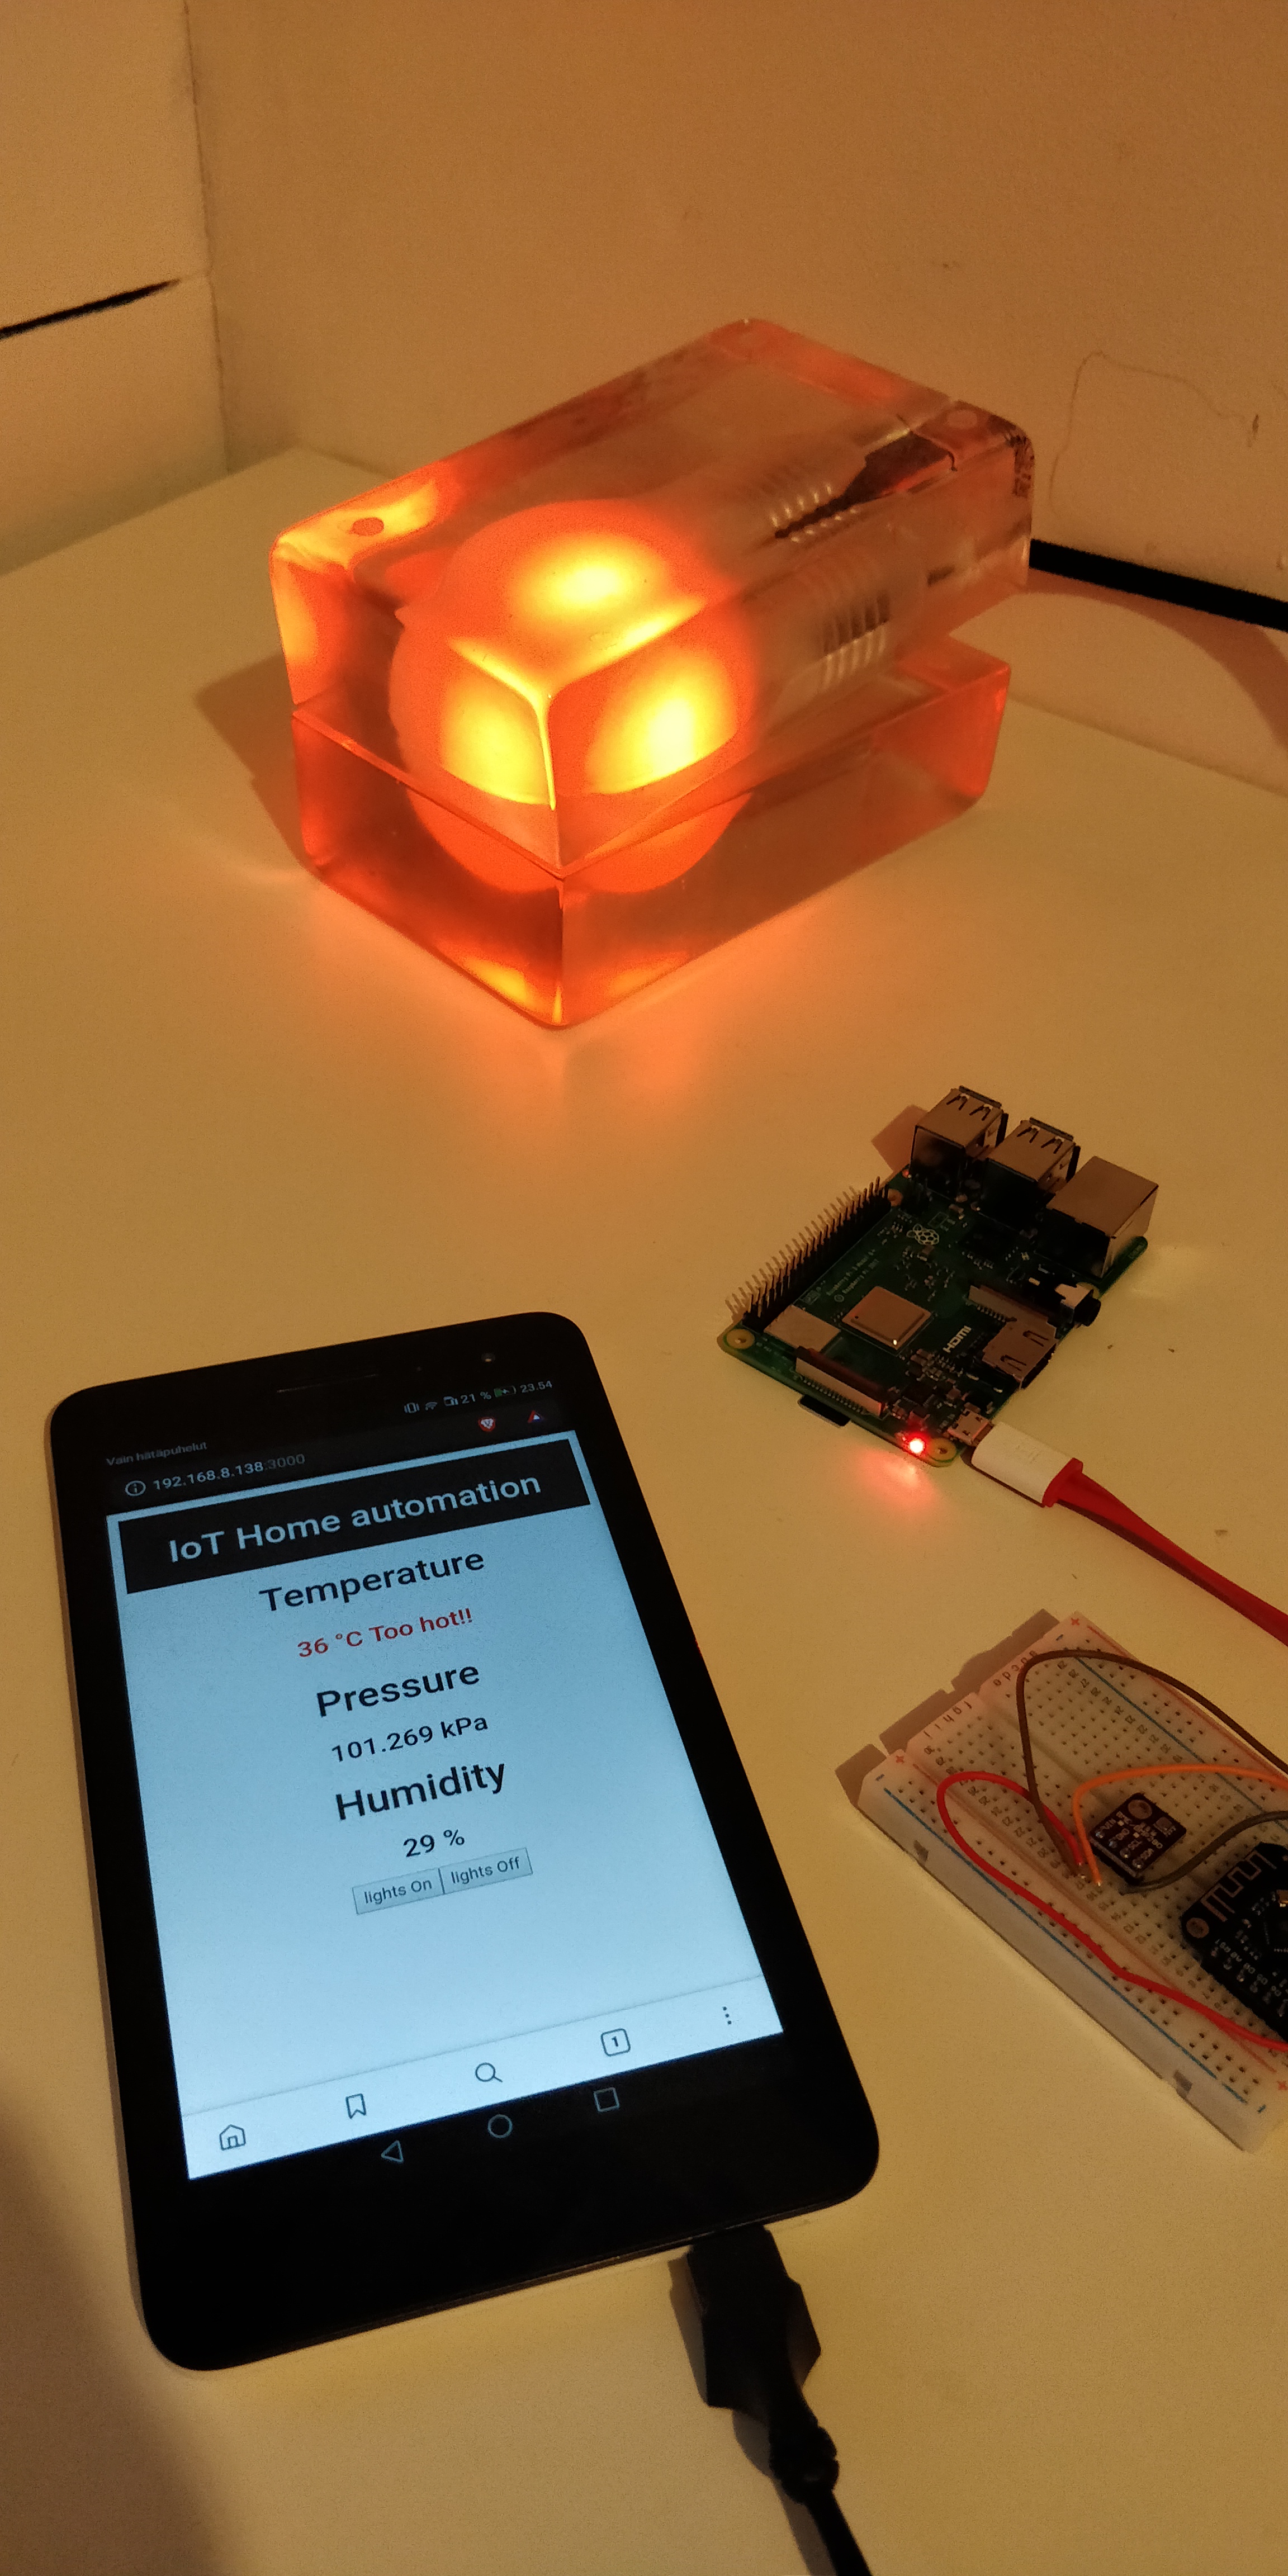 21 % 23.54
Vain hätäpuhelut
192.168.8.138:3000
IoT Home automation
Temperature
36 °C Too hot!!
Pressure
101.269 kPa
Humidity
29 %
lights On lights Off
1
HDMI